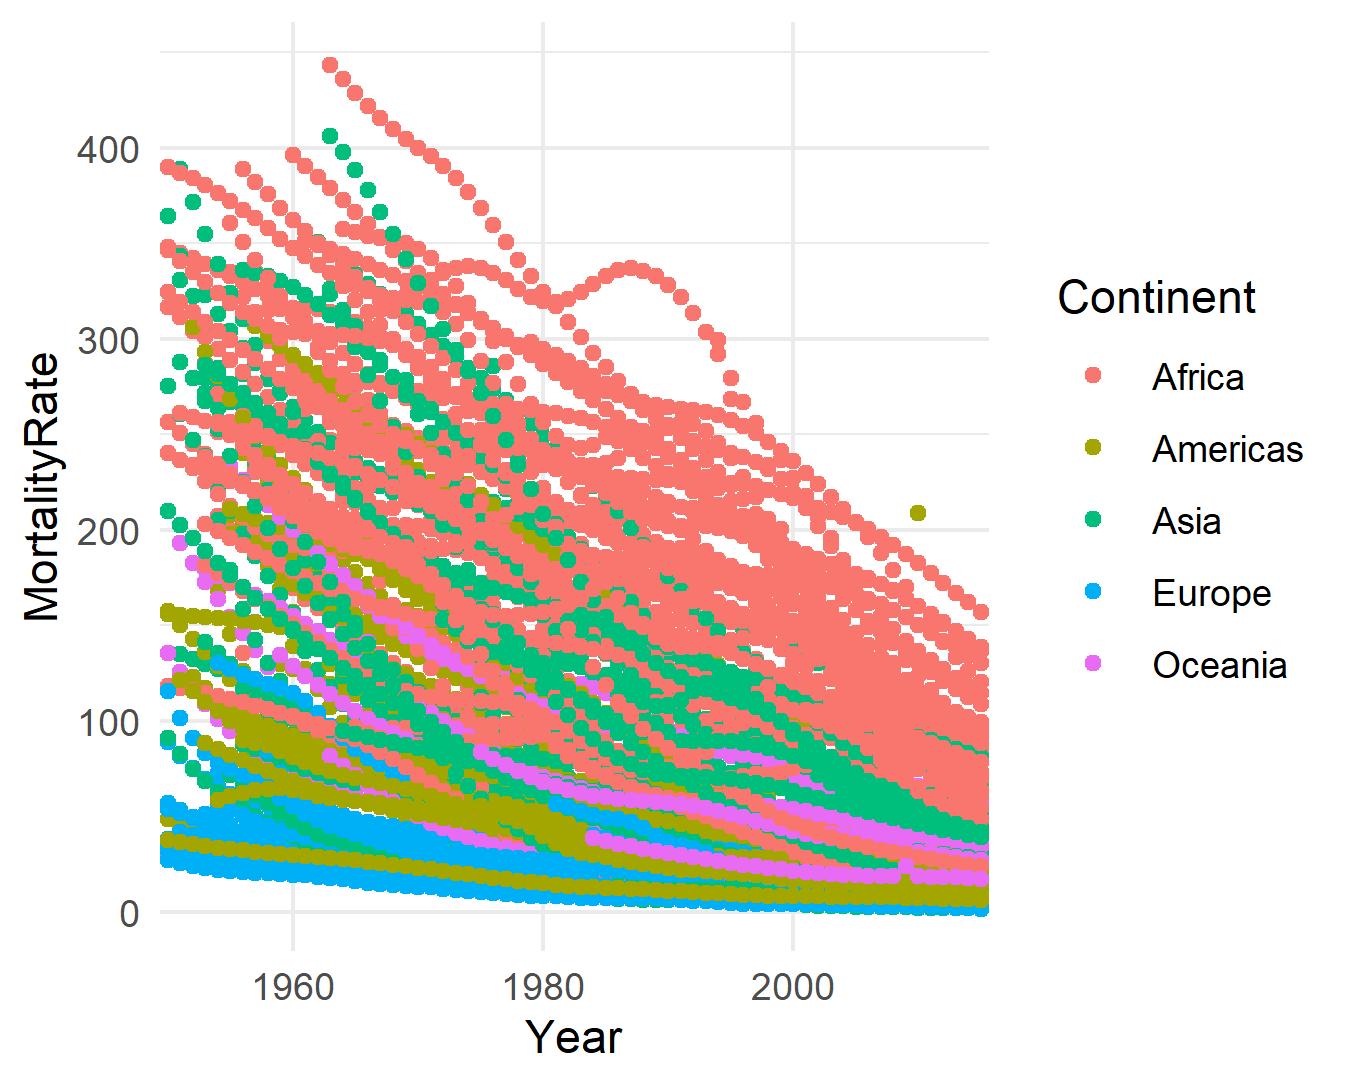 MortalityRate
400
300
200
100
0
1960
1980
2000
Year
Continent
Africa
Americas
Asia
Europe
Oceania